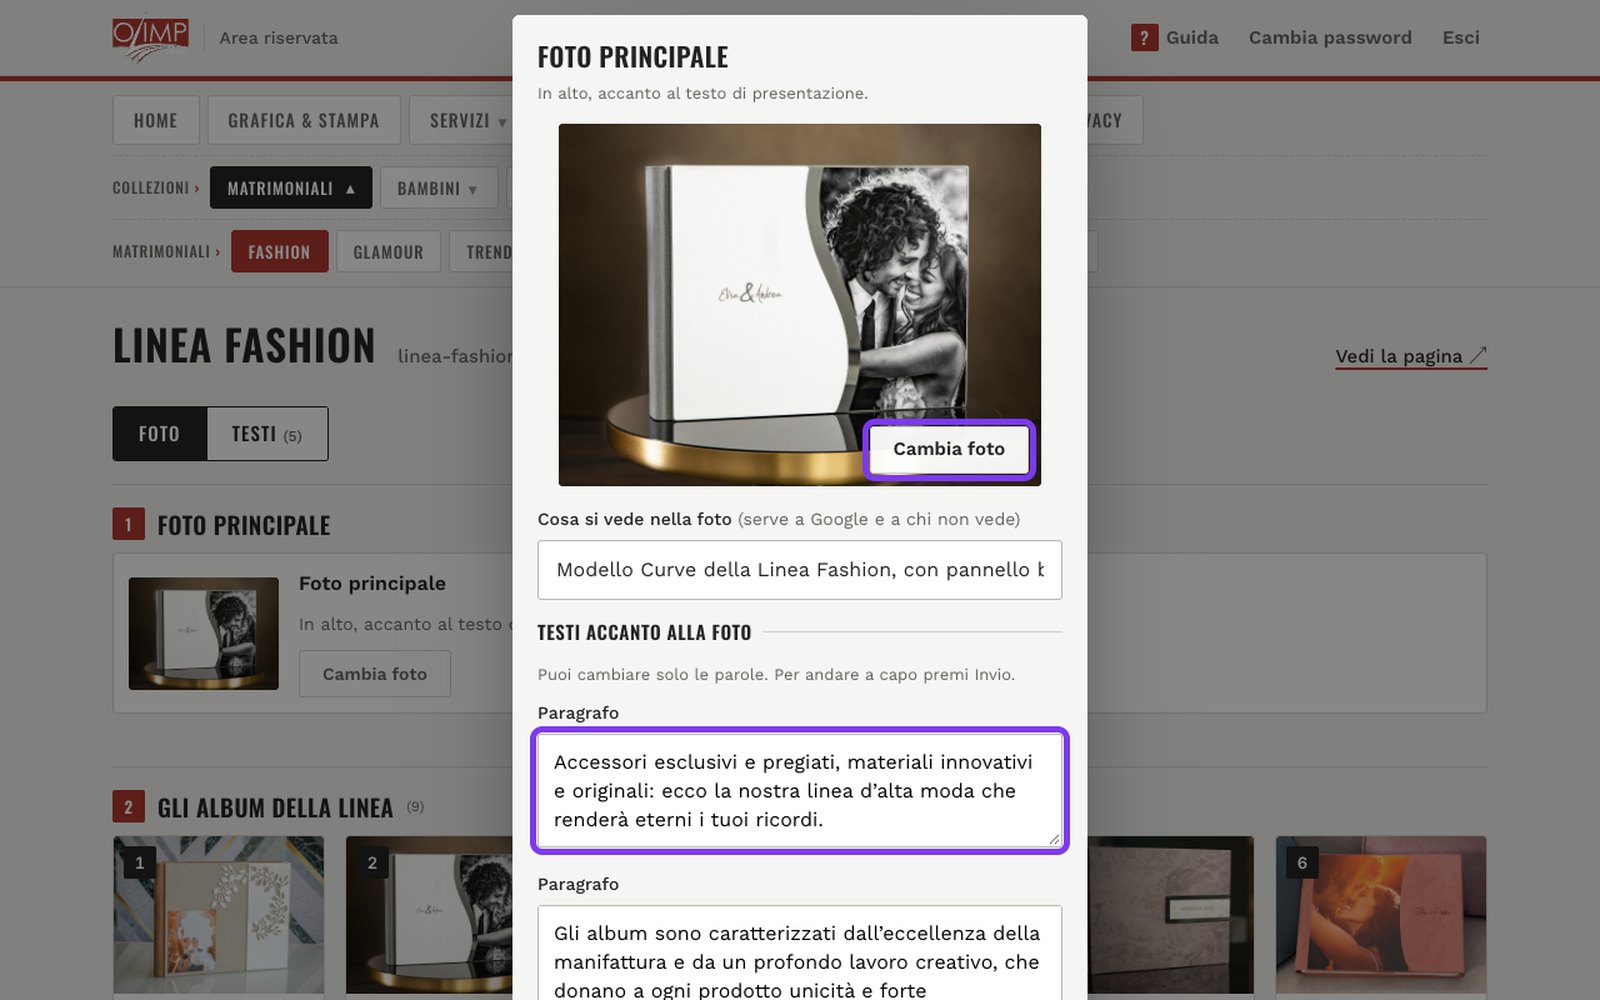 OLIMP
Area riservata
? Guida
Cambia password
Esci
HOME
GRAFICA & STAMPA
SERVIZI ▾
COLLEZIONI ›
MATRIMONIALI ▲
BAMBINI ▾
MATRIMONIALI ›
FASHION
GLAMOUR
LINEA FASHION
Vedi la pagina
FOTO
TESTI (5)
1 FOTO PRINCIPALE
Foto principale
In alto, accanto al testo
Cambia foto
2 GLI ALBUM DELLA LINEA (9)
1
2
6
FOTO PRINCIPALE
In alto, accanto al testo di presentazione.
Elisa & Andrea
Cambia foto
Cosa si vede nella foto (serve a Google e a chi non vede)
Modello Curve della Linea Fashion, con pannello
TESTI ACCANTO ALLA FOTO
Puoi cambiare solo le parole. Per andare a capo premi Invio.
Paragrafo
Accessori esclusivi e pregiati, materiali innovativi
e originali: ecco la nostra linea d’alta moda che
renderà eterni i tuoi ricordi.
Paragrafo
Gli album sono caratterizzati dall’eccellenza della
manifattura e da un profondo lavoro creativo, che
donano a ogni prodotto unicità e forte